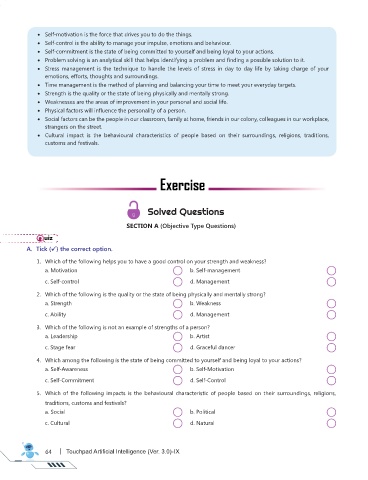 • Self-motivation is the force that drives you to do the things.
• Self-control is the ability to manage your impulse, emotions and behaviour.
• Self-commitment is the state of being committed to yourself and being loyal to your actions.
• Problem solving is an analytical skill that helps identifying a problem and finding a possible solution to it.
• Stress management is the technique to handle the levels of stress in day to day life by taking charge of your
emotions, efforts, thoughts and surroundings.
• Time management is the method of planning and balancing your time to meet your everyday targets.
• Strength is the quality or the state of being physically and mentally strong.
• Weaknesses are the areas of improvement in your personal and social life.
• Physical factors will influence the personality of a person.
• Social factors can be the people in our classroom, family at home, friends in our colony, colleagues in our workplace,
strangers on the street.
• Cultural impact is the behavioural characteristics of people based on their surroundings, religions, traditions,
customs and festivals.
Exercise
Solved Questions
SECTION A (Objective Type Questions)
Quiz
A. Tick (✓) the correct option.
1. Which of the following helps you to have a good control on your strength and weakness?
a. Motivation b. Self-management
c. Self-control d. Management
2. Which of the following is the quality or the state of being physically and mentally strong?
a. Strength b. Weakness
c. Ability d. Management
3. Which of the following is not an example of strengths of a person?
a. Leadership b. Artist
c. Stage fear d. Graceful dancer
4. Which among the following is the state of being committed to yourself and being loyal to your actions?
a. Self-Awareness b. Self-Motivation
c. Self-Commitment d. Self-Control
5. Which of the following impacts is the behavioural characteristic of people based on their surroundings, religions,
traditions, customs and festivals?
a. Social b. Political
c. Cultural d. Natural
64 | Touchpad Artificial Intelligence (Ver. 3.0)-IX